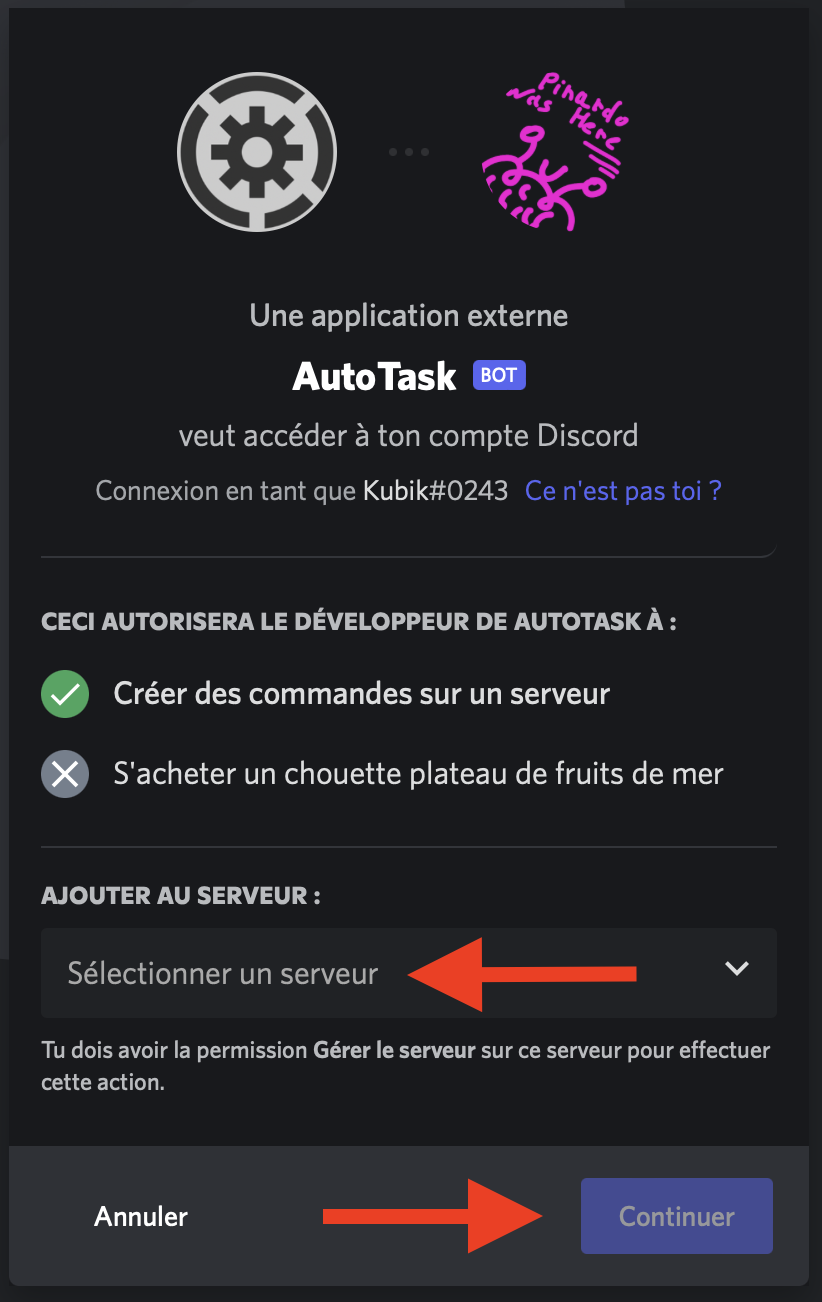 Pinardo
Was Here
Une application externe
AutoTask BOT
veut accéder à ton compte Discord
Connexion en tant que Kubik#0243 Ce n'est pas toi ?
CECI AUTORISERA LE DÉVELOPPEUR DE AUTOTASK À :
Créer des commandes sur un serveur
S'acheter un chouette plateau de fruits de mer
AJOUTER AU SERVEUR :
Sélectionner un serveur
Tu dois avoir la permission Gérer le serveur sur ce serveur pour effectuer
cette action.
Annuler
Continuer